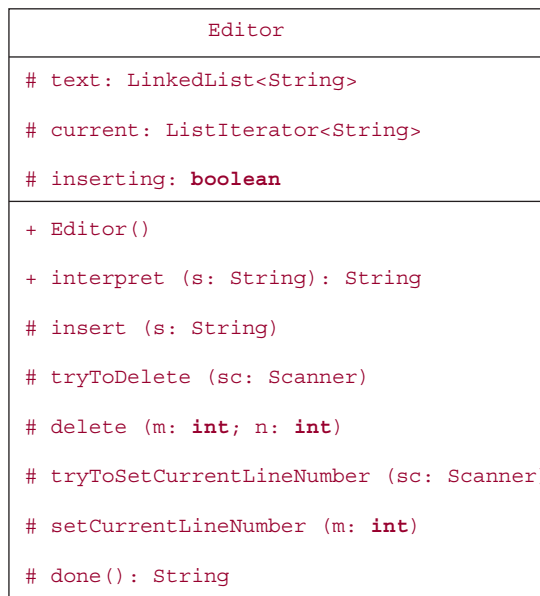 Editor
# text: LinkedList<String>
# current: ListIterator<String>
# inserting: boolean
+ Editor()
+ interpret (s: String): String
# insert (s: String)
# tryToDelete (sc: Scanner)
# delete (m: int; n: int)
# tryToSetCurrentLineNumber (sc: Scanner
# setCurrentLineNumber (m: int)
# done(): String